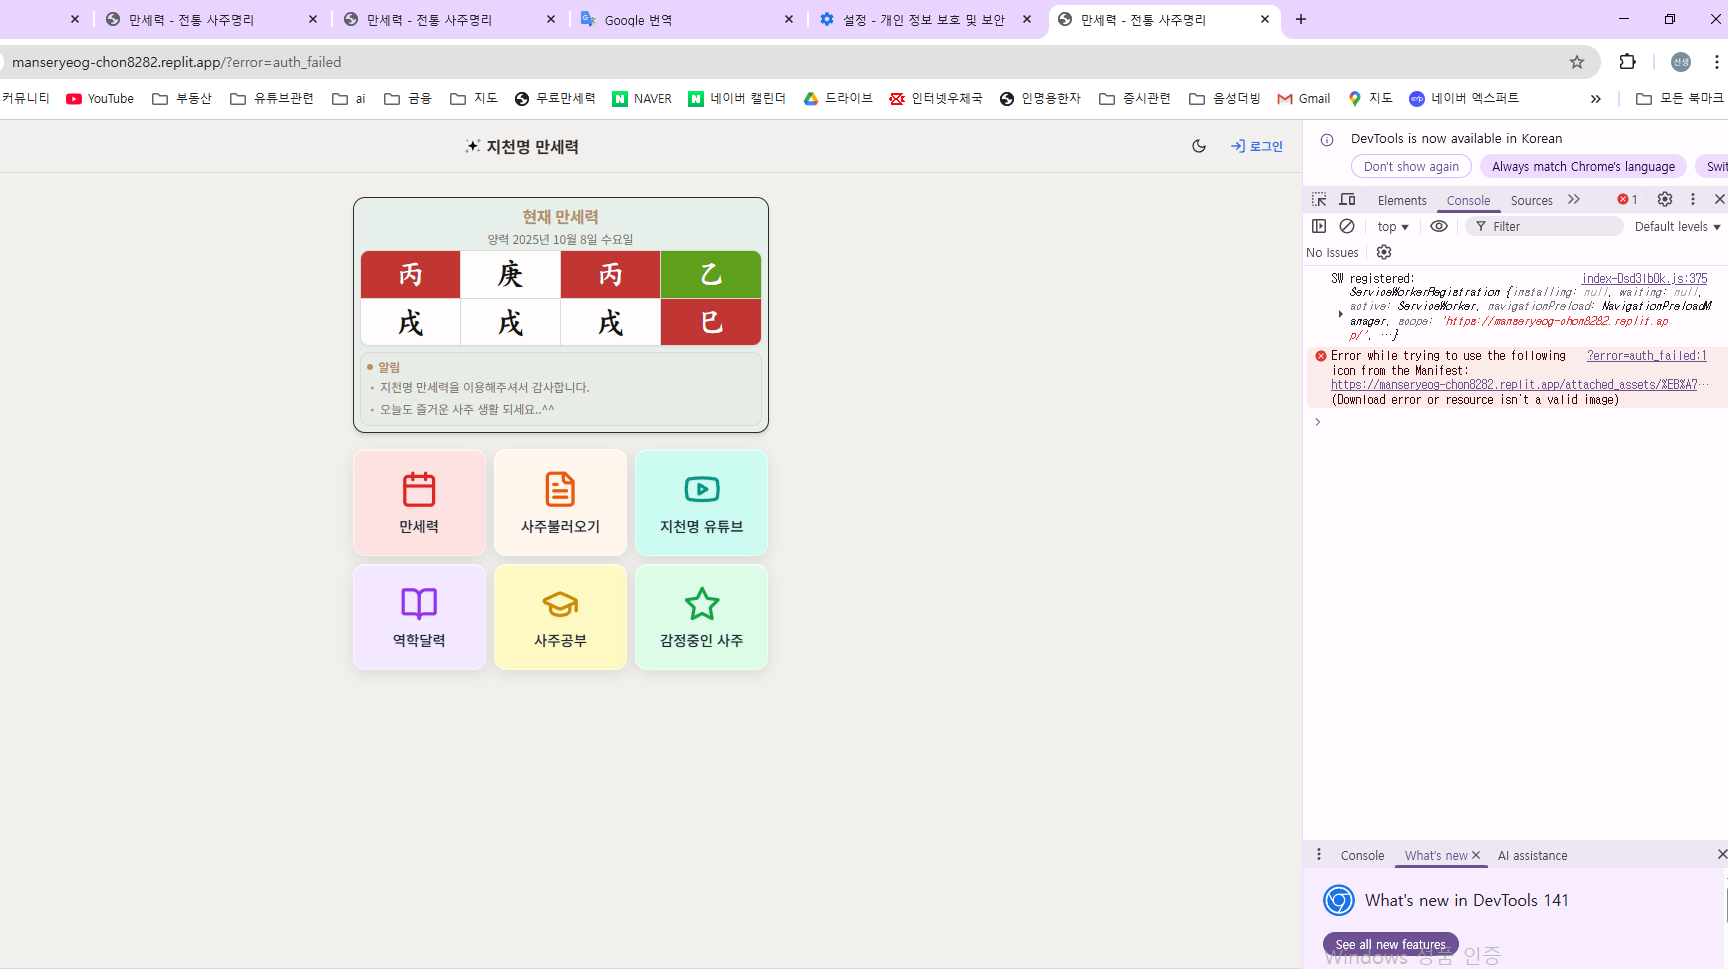 만세력 - 전통 사주명리
만세력 - 전통 사주명리
Google 번역
설정 - 개인 정보 보호 및 보안
만세력 - 전통 사주명리
manseryeog-chon8282.replit.app/?error=auth_failed
선생
커뮤니티
YouTube
부동산
유튜브관련
ai
금융
지도
무료만세력
NAVER
네이버 캘린더
드라이브
인터넷우체국
인명용한자
증시관련
음성더빙
Gmail
지도
네이버 엑스퍼트
»
모든 북마크
지천명 만세력
로그인
현재 만세력
양력 2025년 10월 8일 수요일
丙 庚 丙 乙
戌 戌 戌 巳
알림
• 지천명 만세력을 이용해주셔서 감사합니다.
• 오늘도 즐거운 사주 생활 되세요..^^
만세력
사주불러오기
지천명 유튜브
역학달력
사주공부
감정중인 사주
DevTools is now available in Korean
Don't show again
Always match Chrome's language
Swit
Elements
Console
Sources
1
top
Filter
Default levels
No Issues
SW registered: index-Dsd3lbOk.js:375
ServiceWorkerRegistration {installing: null, waiting: null,
active: ServiceWorker, navigationPreload: NavigationPreloadM
anager, scope: 'https://manseryeog-chon8282.replit.ap
p/', …}
Error while trying to use the following ?error=auth_failed:1
icon from the Manifest:
https://manseryeog-chon8282.replit.app/attached_assets/%EB%A7…
(Download error or resource isn't a valid image)
Console
What's new
AI assistance
What's new in DevTools 141
See all new features
Windows 정품 인증